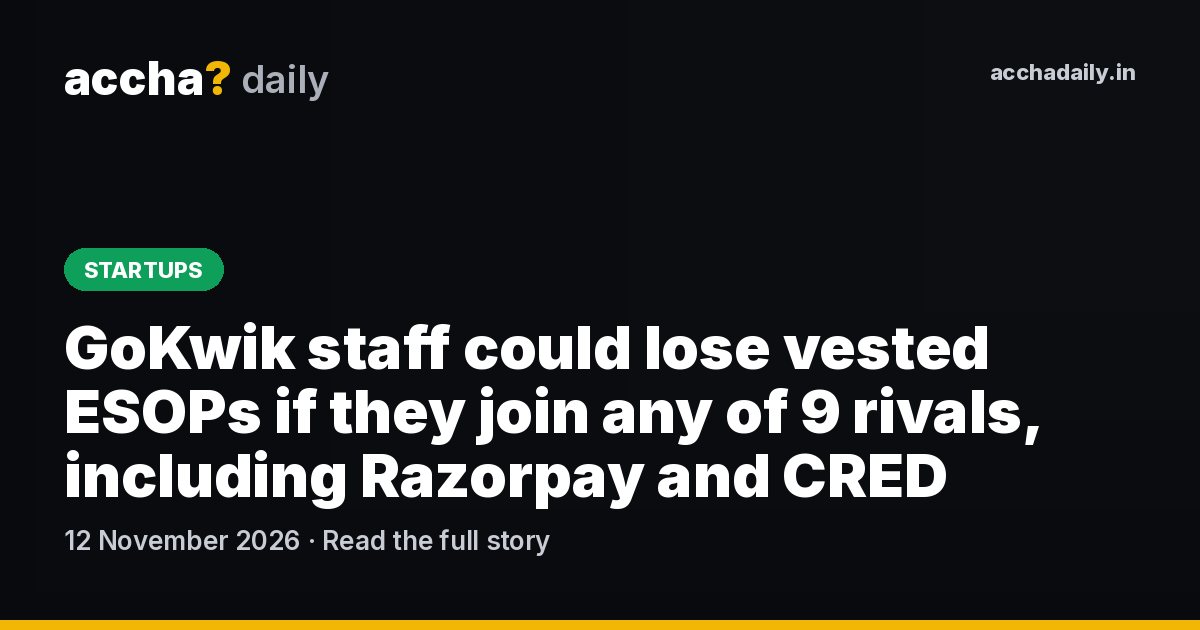 accha? daily
acchadaily.in
STARTUPS
GoKwik staff could lose vested
ESOPs if they join any of 9 rivals,
including Razorpay and CRED
12 November 2026 · Read the full story